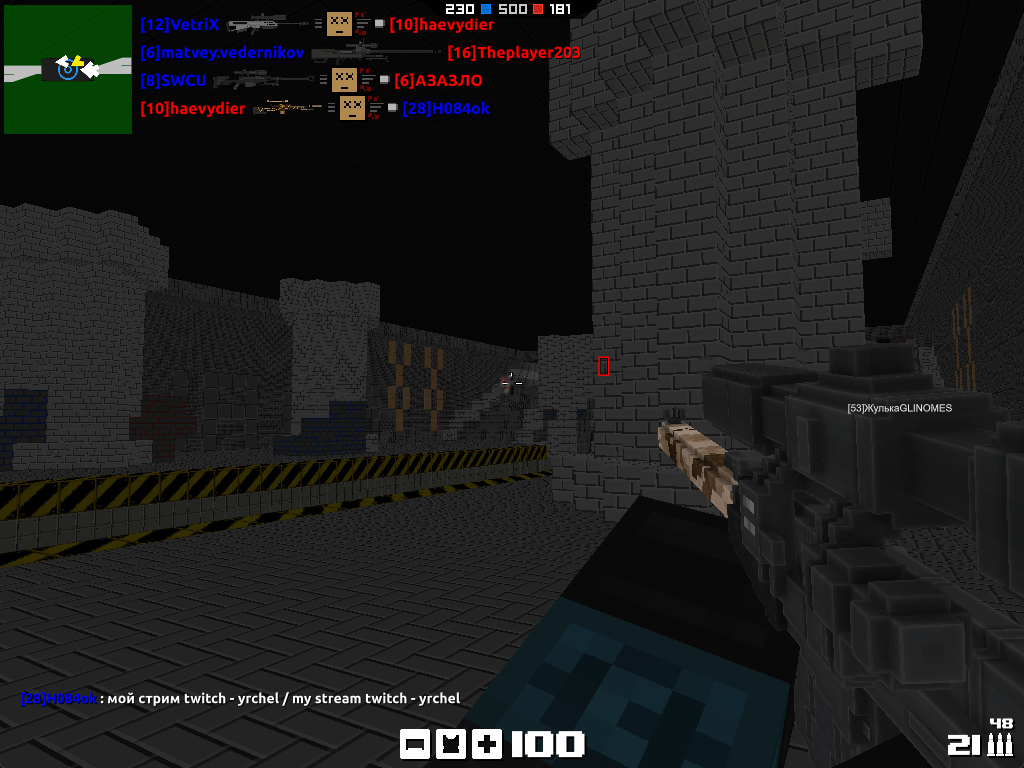 230 500 181
[12]VetriX [10]haevydier
[6]matvey.vedernikov [16]Theplayer203
[8]SWCU [6]АЗАЗЛО
[10]haevydier [28]H084ok
[53]ЖулькаGLINOMES
[28]H084ok : мой стрим twitch - yrchel / my stream twitch - yrchel
100
48
21